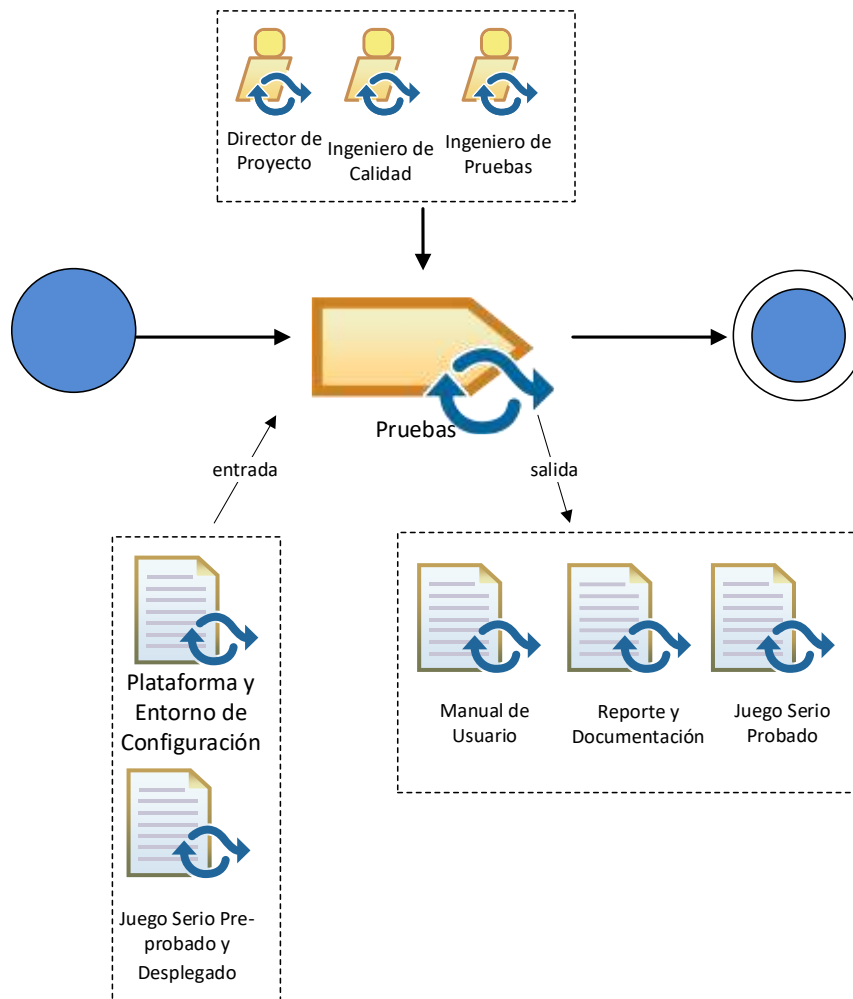 Director de
Proyecto
Ingeniero de
Calidad
Ingeniero de
Pruebas
Pruebas
entrada
salida
Plataforma y
Entorno de
Configuración
Juego Serio Pre-
probado y
Desplegado
Manual de
Usuario
Reporte y
Documentación
Juego Serio
Probado